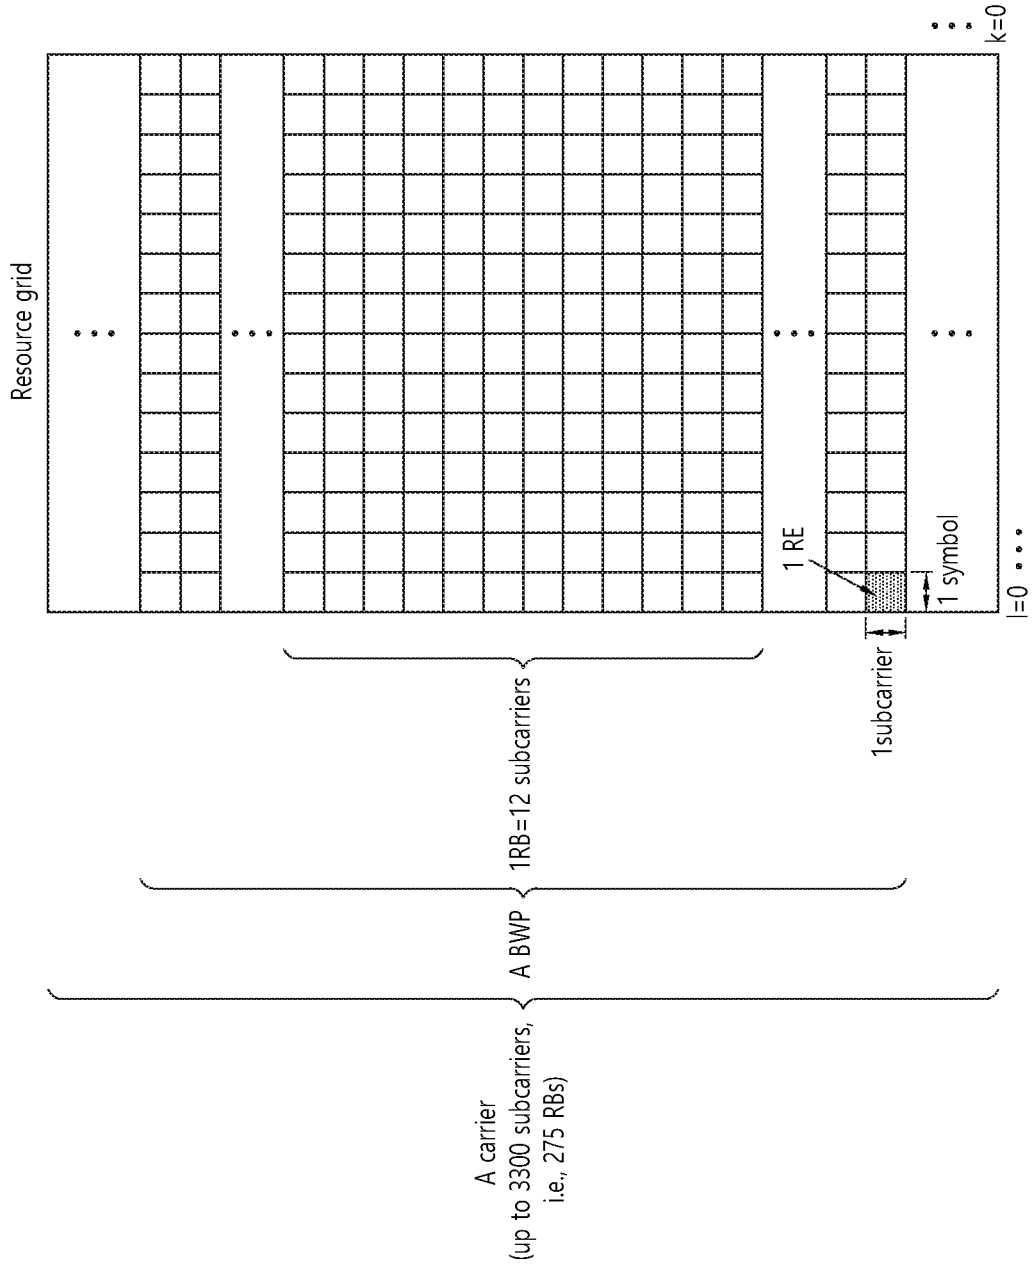 Resource grid
A carrier
(up to 3300 subcarriers,
i.e., 275 RBs)
A BWP
1RB=12 subcarriers
1subcarrier
1 RE
1 symbol
l=0
k=0